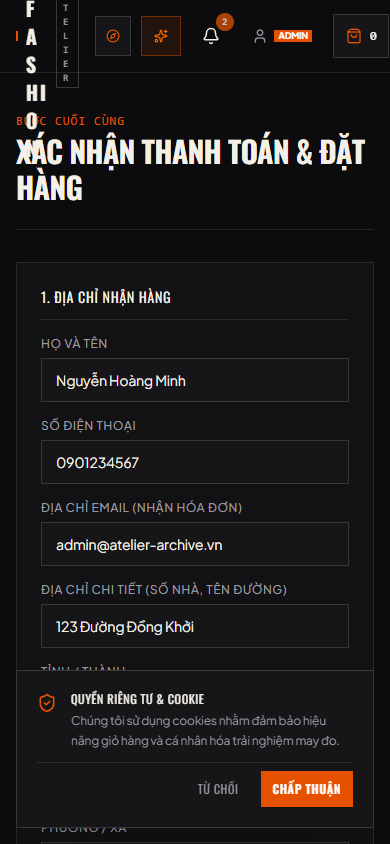 FASHION
ATELIER
2
ADMIN
0
BƯỚC CUỐI CÙNG
XÁC NHẬN THANH TOÁN & ĐẶT
HÀNG
1. ĐỊA CHỈ NHẬN HÀNG
HỌ VÀ TÊN
Nguyễn Hoàng Minh
SỐ ĐIỆN THOẠI
0901234567
ĐỊA CHỈ EMAIL (NHẬN HÓA ĐƠN)
admin@atelier-archive.vn
ĐỊA CHỈ CHI TIẾT (SỐ NHÀ, TÊN ĐƯỜNG)
123 Đường Đồng Khởi
TỈNH / THÀNH
QUYỀN RIÊNG TƯ & COOKIE
Chúng tôi sử dụng cookies nhằm đảm bảo hiệu
năng giỏ hàng và cá nhân hóa trải nghiệm may đo.
TỪ CHỐI
CHẤP THUẬN
PHƯỜNG / XÃ